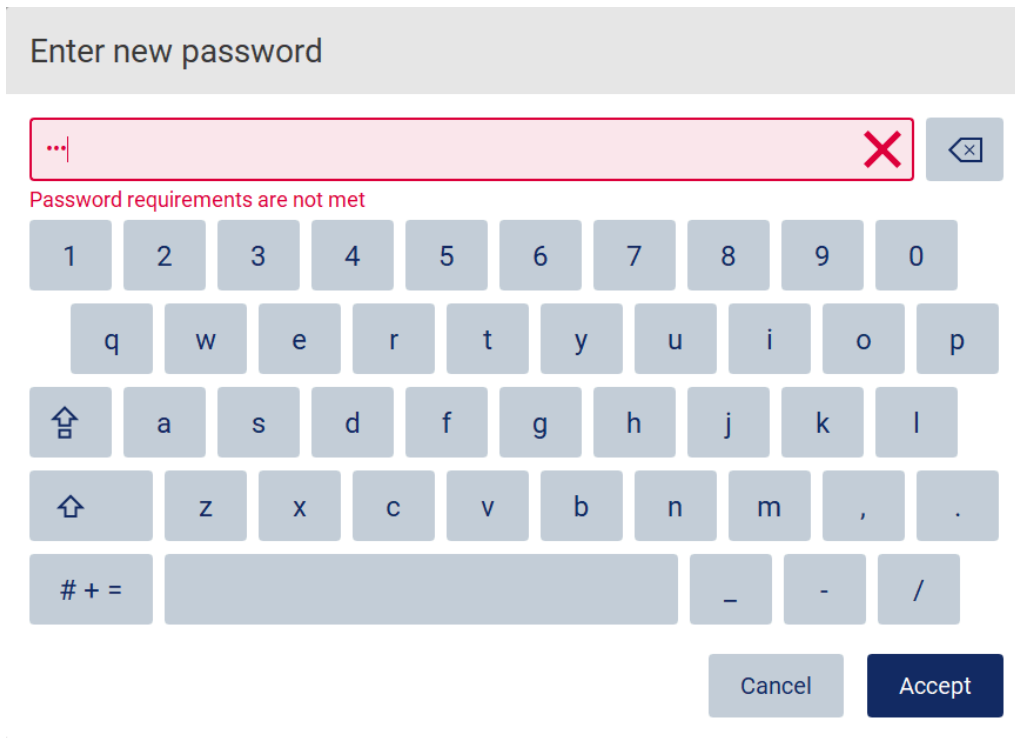 Enter new password
•••
Password requirements are not met
1 2 3 4 5 6 7 8 9 0
q w e r t y u i o p
a s d f g h j k l
z x c v b n m , .
# + = _ - /
Cancel Accept